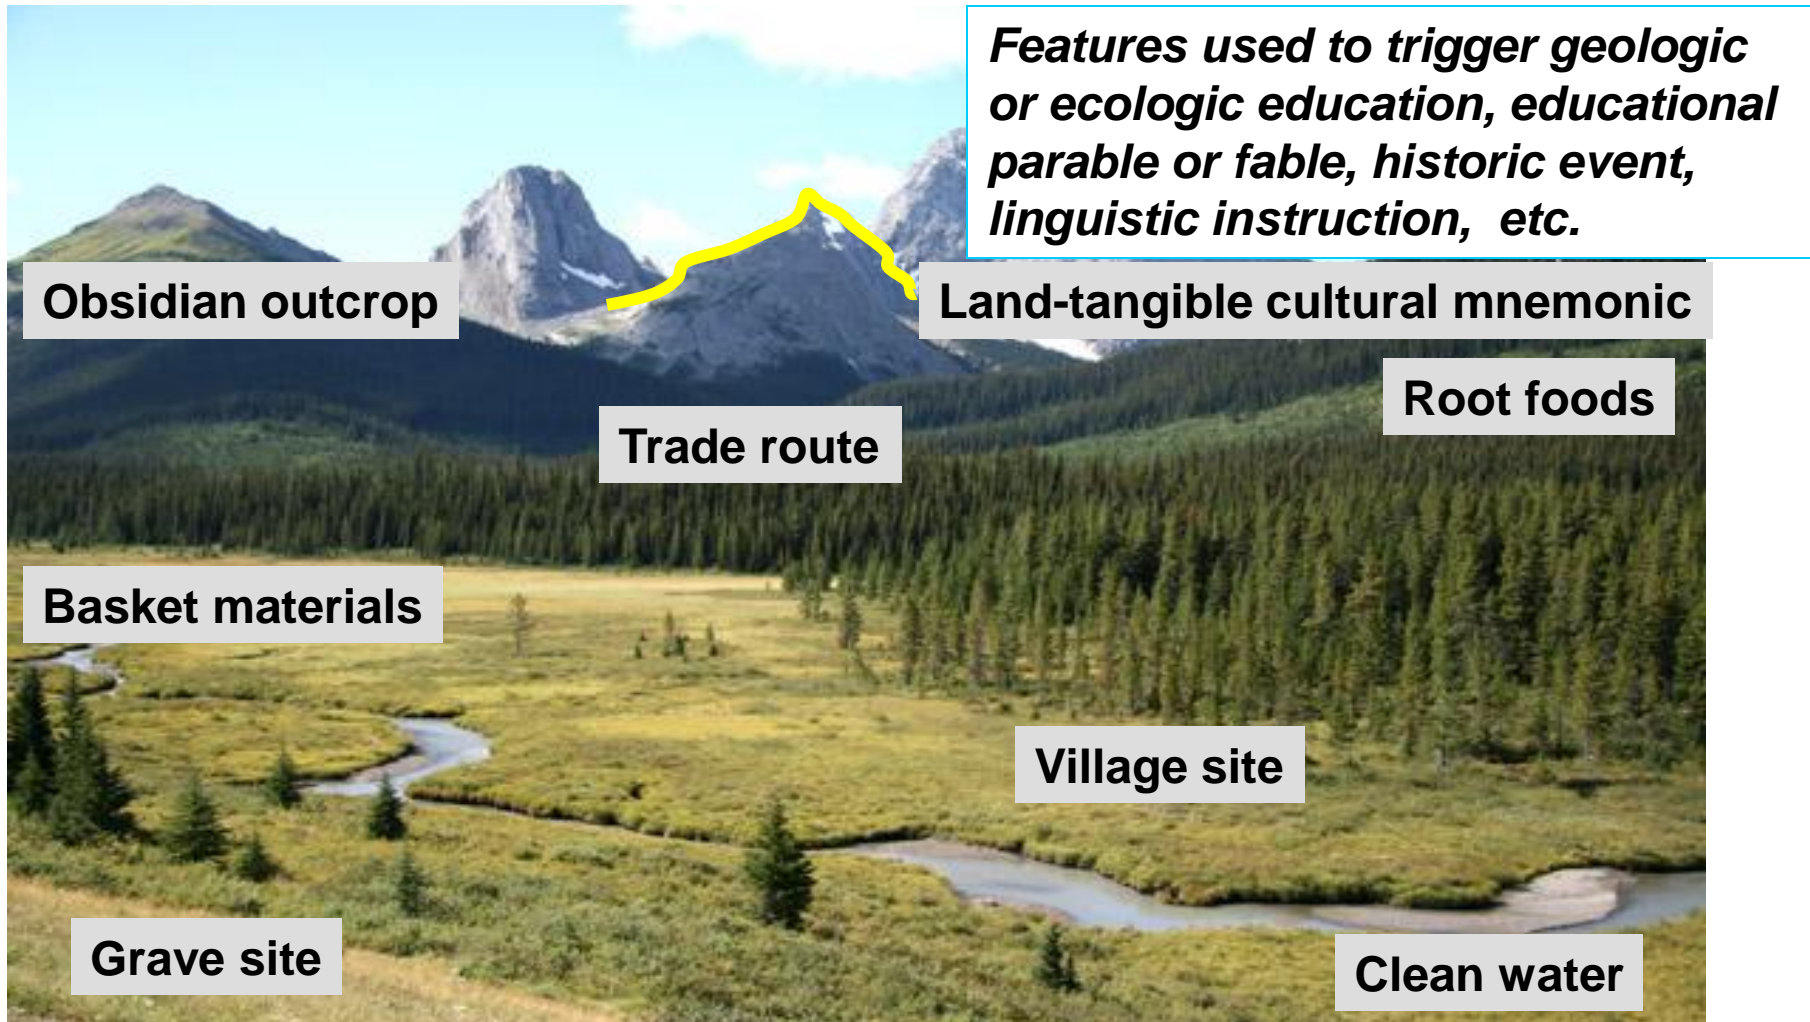 Features used to trigger geologic
or ecologic education, educational
parable or fable, historic event,
linguistic instruction, etc.
Obsidian outcrop
Land-tangible cultural mnemonic
Root foods
Trade route
Basket materials
Village site
Grave site
Clean water